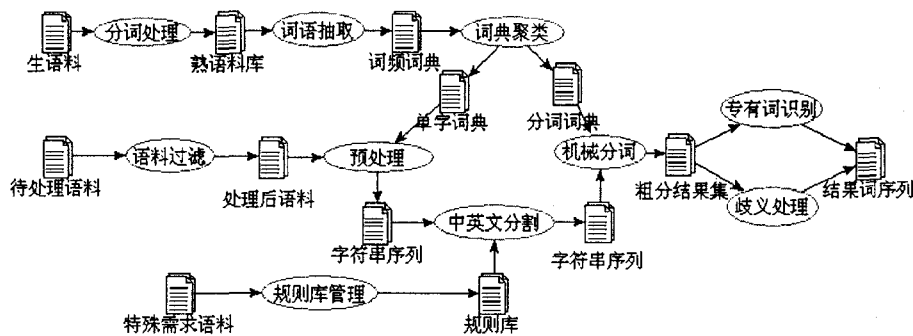 分词处理
词语抽取
词典聚类
生语料
熟语料库
词频词典
单字词典
分词词典
专有词识别
语料过滤
预处理
机械分词
待处理语料
处理后语料
粗分结果集
结果词序列
歧义处理
中英文分割
字符串序列
字符串序列
规则库管理
特殊需求语料
规则库